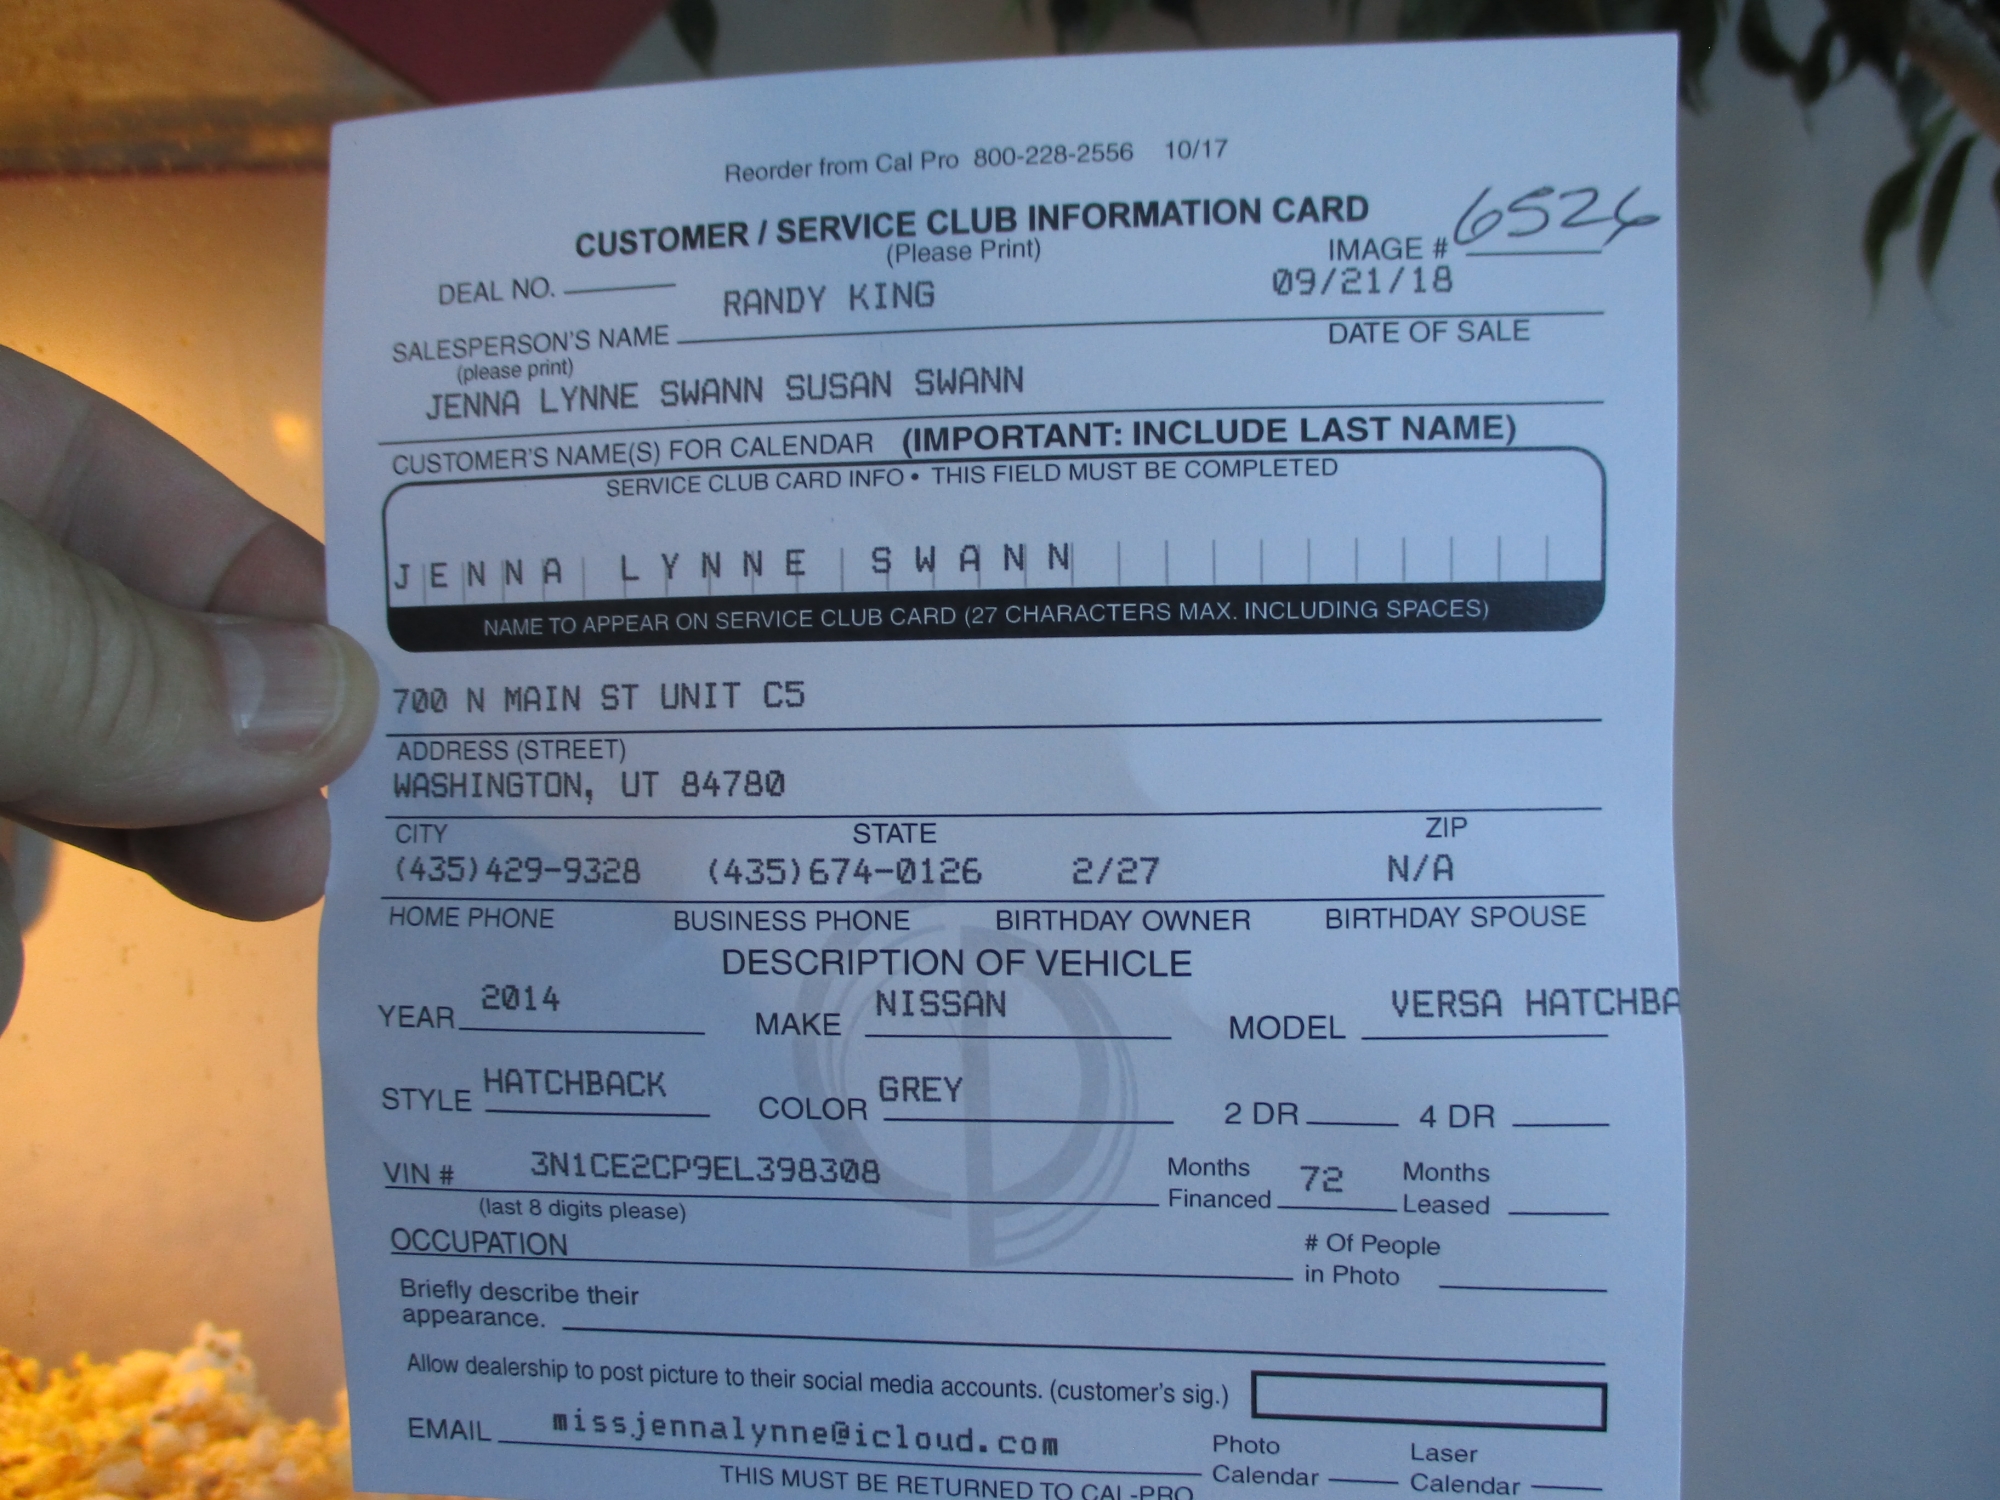 Reorder from Cal Pro 800-228-2556 10/17
CUSTOMER / SERVICE CLUB INFORMATION CARD
(Please Print)
IMAGE # 6526
DEAL NO.
RANDY KING 09/21/18
SALESPERSON'S NAME DATE OF SALE
(please print)
JENNA LYNNE SWANN SUSAN SWANN
CUSTOMER'S NAME(S) FOR CALENDAR (IMPORTANT: INCLUDE LAST NAME)
SERVICE CLUB CARD INFO • THIS FIELD MUST BE COMPLETED
JENNA LYNNE SWANN
NAME TO APPEAR ON SERVICE CLUB CARD (27 CHARACTERS MAX. INCLUDING SPACES)
700 N MAIN ST UNIT C5
ADDRESS (STREET)
WASHINGTON, UT 84780
CITY STATE ZIP
(435)429-9328 (435)674-0126 2/27 N/A
HOME PHONE BUSINESS PHONE BIRTHDAY OWNER BIRTHDAY SPOUSE
DESCRIPTION OF VEHICLE
YEAR 2014 MAKE NISSAN MODEL VERSA HATCHBA
STYLE HATCHBACK COLOR GREY 2 DR 4 DR
VIN # 3N1CE2CP9EL398308 Months Financed 72 Months Leased
(last 8 digits please)
OCCUPATION # Of People in Photo
Briefly describe their
appearance.
Allow dealership to post picture to their social media accounts. (customer's sig.)
EMAIL missjennalynne@icloud.com Photo Calendar Laser Calendar
THIS MUST BE RETURNED TO CAL-PRO